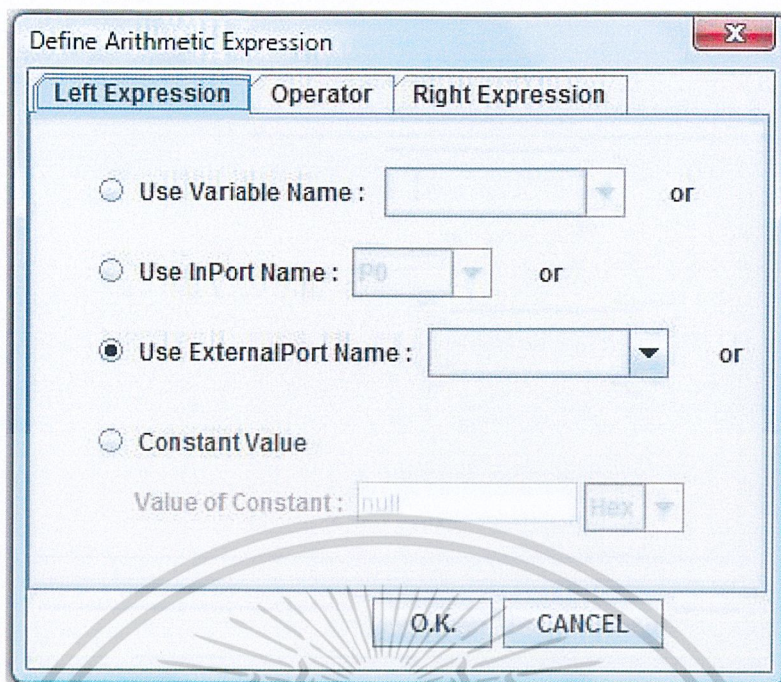 Define Arithmetic Expression
Left Expression Operator Right Expression
Use Variable Name : or
Use InPort Name : P0 or
Use ExternalPort Name : or
Constant Value
Value of Constant : null Hex
O.K. CANCEL